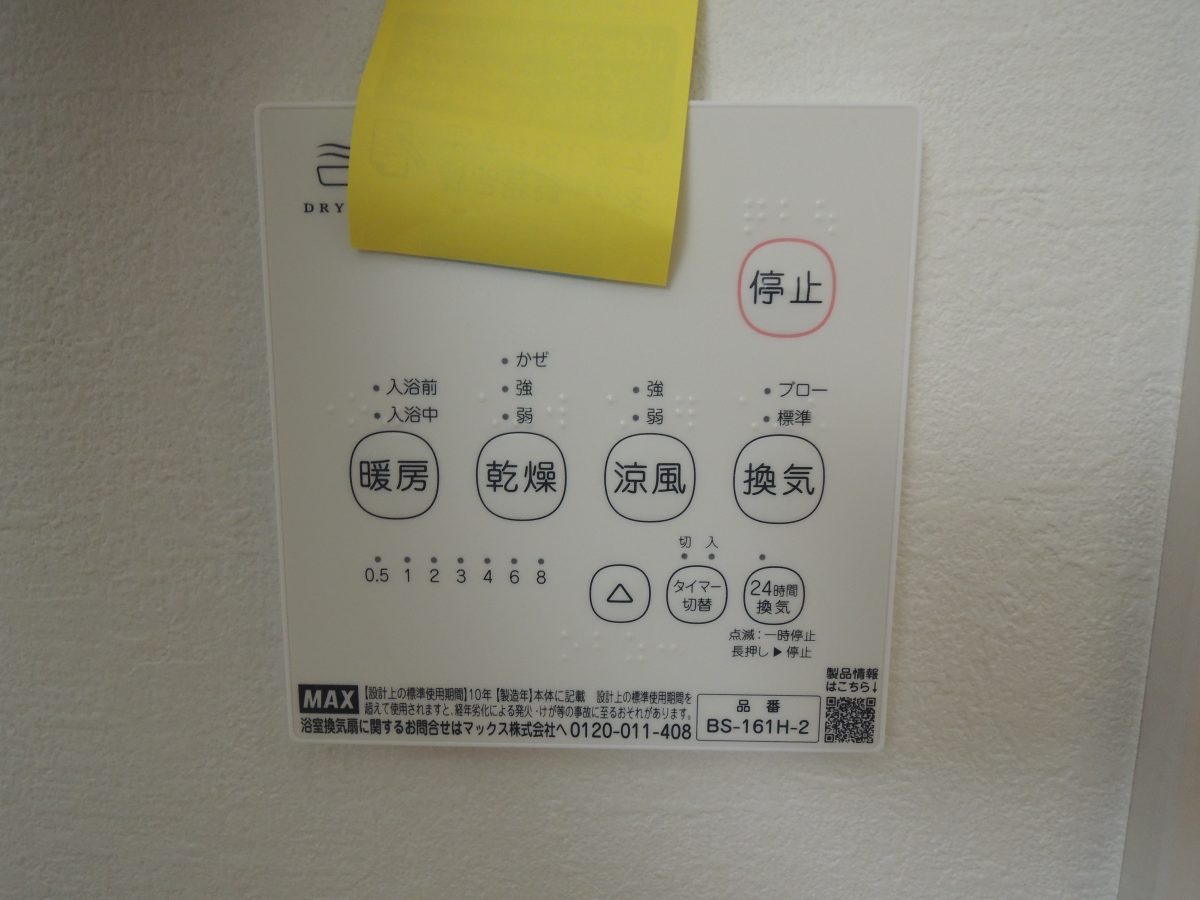 DRY
停止
かぜ
入浴前 強 強 ブロー
入浴中 弱 弱 標準
暖房 乾燥 涼風 換気
切 入
0.5 1 2 3 4 6 8
タイマー 24時間
切替 換気
点滅:一時停止
長押し▶停止
製品情報
はこちら↓
MAX 【設計上の標準使用期間】10年 【製造年】本体に記載 設計上の標準使用期間を
超えて使用されますと、経年劣化による発火・けが等の事故に至るおそれがあります。
浴室換気扇に関するお問合せはマックス株式会社へ 0120-011-408
品番
BS-161H-2